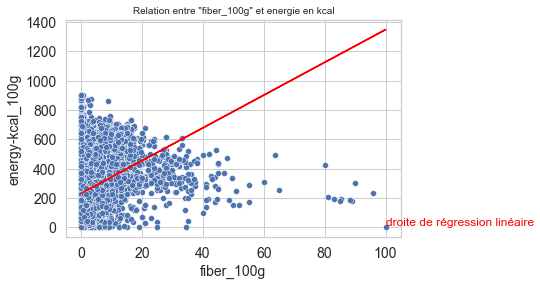 Relation entre "fiber_100g" et energie en kcal
1400
1200
1000
800
600
400
200
0
energy-kcal_100g
0 20 40 60 80 100
fiber_100g
droite de régression linéaire